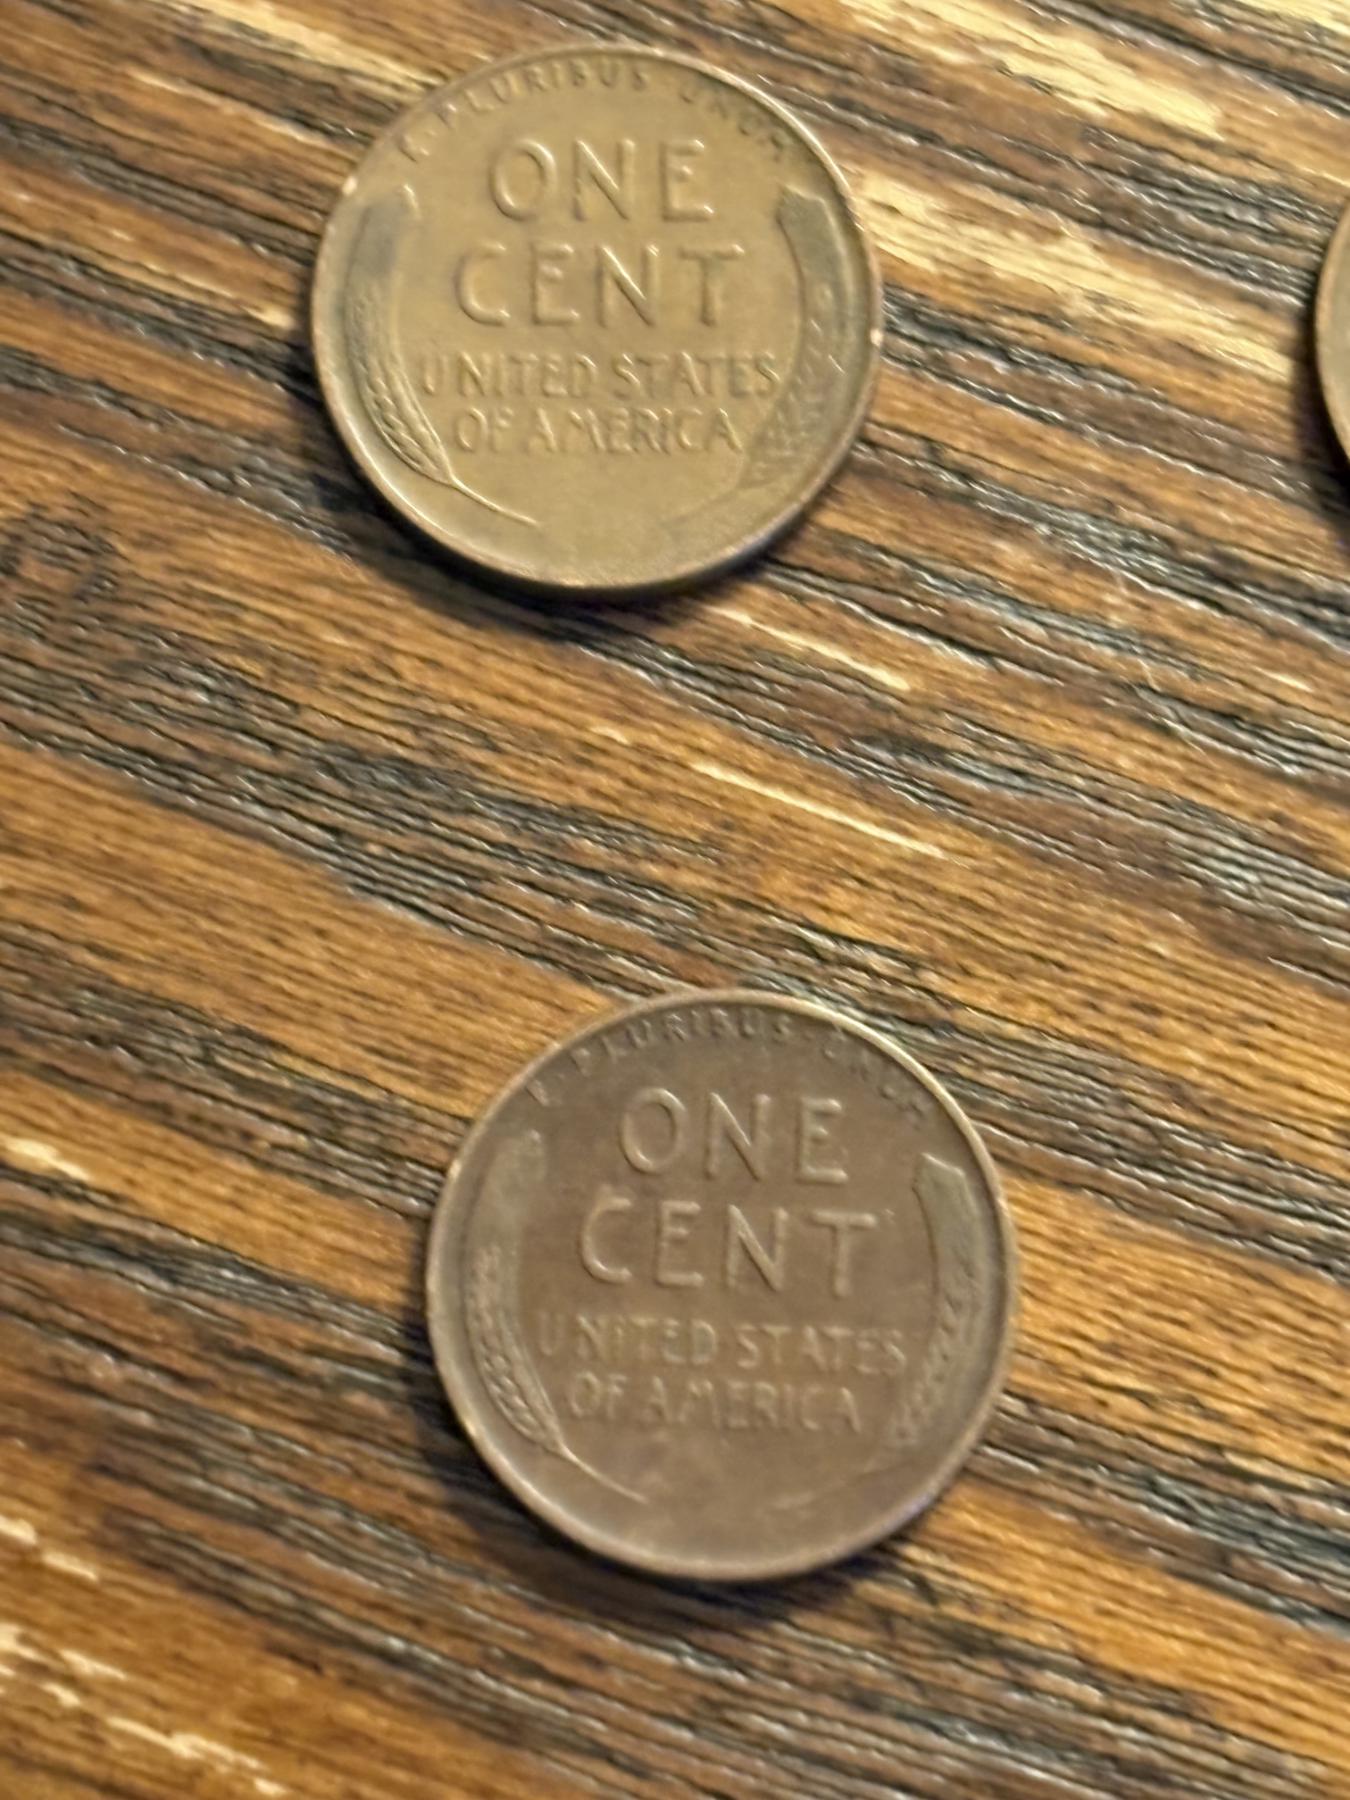 E · PLURIBUS · UNUM
ONE
CENT
UNITED STATES
OF AMERICA
E · PLURIBUS · UNUM
ONE
CENT
UNITED STATES
OF AMERICA